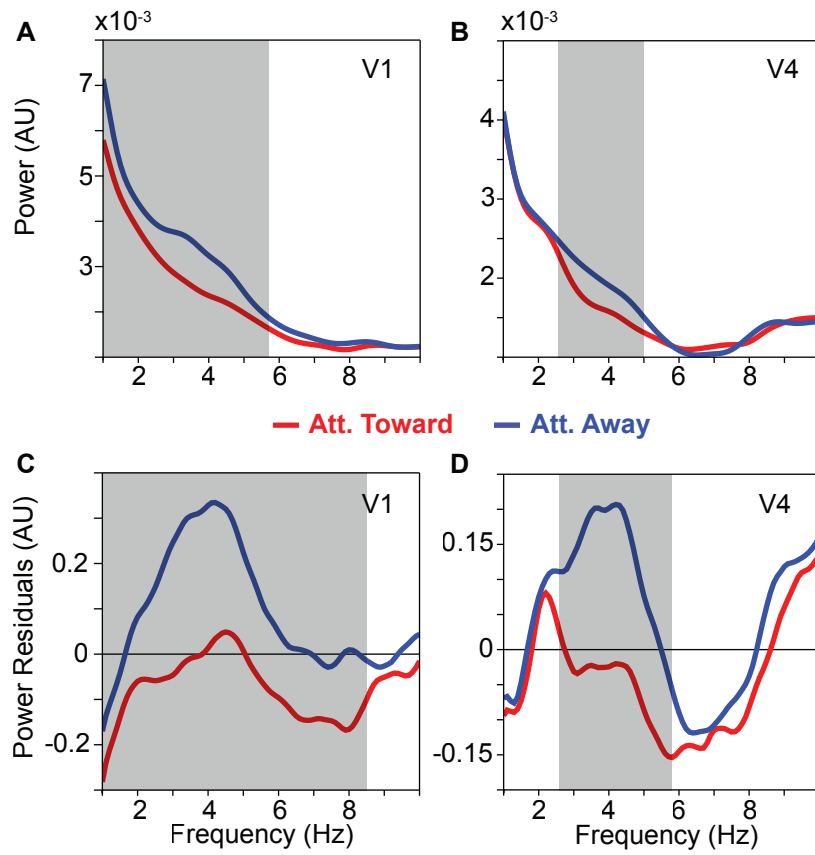 A
x10⁻³
V1
7
5
3
Power (AU)
2
4
6
8
B
x10⁻³
V4
4
3
2
2
4
6
8
Att. Toward
Att. Away
C
V1
0.2
0
-0.2
Power Residuals (AU)
2
4
6
8
Frequency (Hz)
D
V4
0.15
0
-0.15
2
4
6
8
Frequency (Hz)